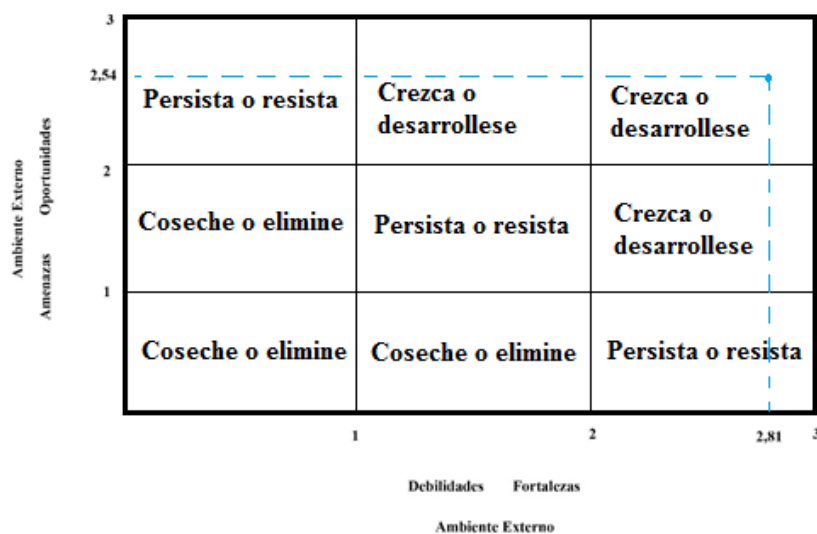 3
2,54
Persista o resista
Crezca o
desarrollese
Crezca o
desarrollese
Ambiente Externo
Amenazas Oportunidades
2
Coseche o elimine
Persista o resista
Crezca o
desarrollese
1
Coseche o elimine
Coseche o elimine
Persista o resista
1
2
2,81
3
Debilidades Fortalezas
Ambiente Externo